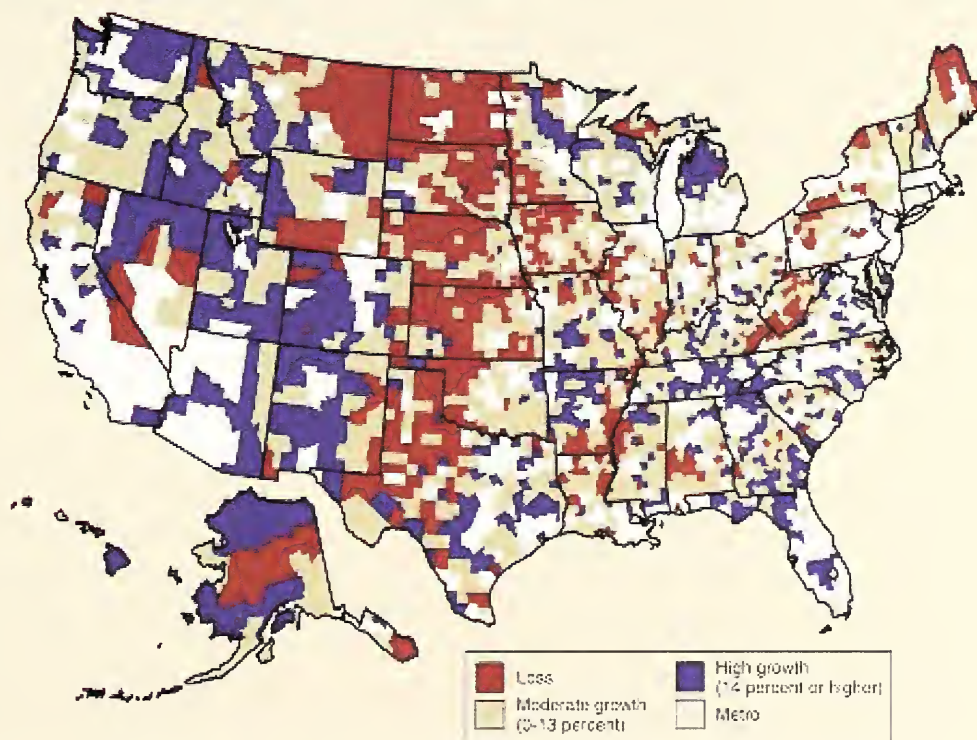 Loss
Moderate growth
(0-13 percent)
High growth
(14 percent or higher)
Metro